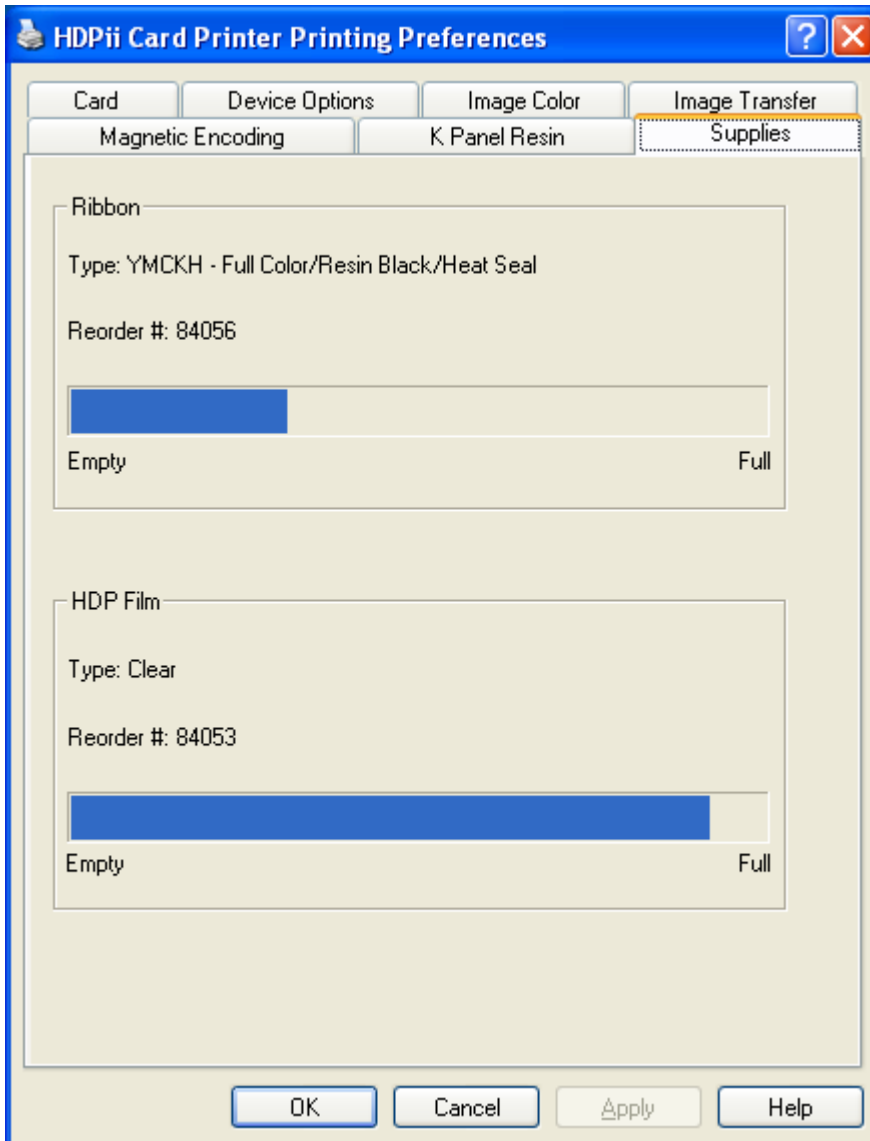 HDPii Card Printer Printing Preferences
Card Device Options Image Color Image Transfer
Magnetic Encoding K Panel Resin Supplies
Ribbon
Type: YMCKH - Full Color/Resin Black/Heat Seal
Reorder #: 84056
Empty Full
HDP Film
Type: Clear
Reorder #: 84053
Empty Full
OK Cancel Apply Help